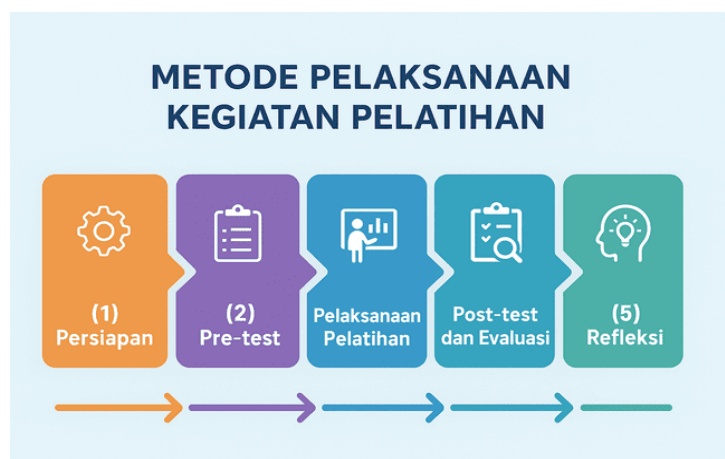 METODE PELAKSANAAN
KEGIATAN PELATIHAN
(1)
Persiapan
(2)
Pre-test
Pelaksanaan
Pelatihan
Post-test
dan Evaluasi
(5)
Refleksi